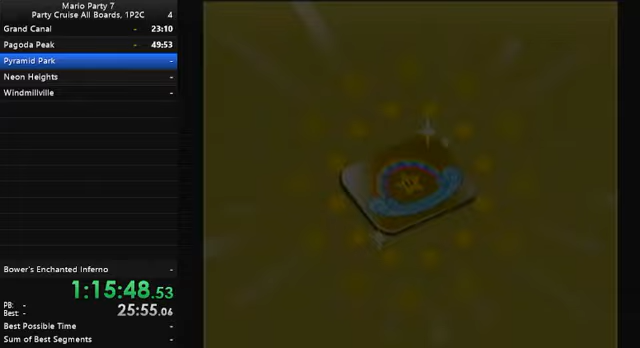 Mario Party 7
Party Cruise All Boards, 1P2C 4
Grand Canal - 23:10
Pagoda Peak - 49:53
Pyramid Park -
Neon Heights -
Windmillville -
Bower's Enchanted Inferno -
1:15:48.53
PB: -
Best: - 25:55.06
Best Possible Time -
Sum of Best Segments -